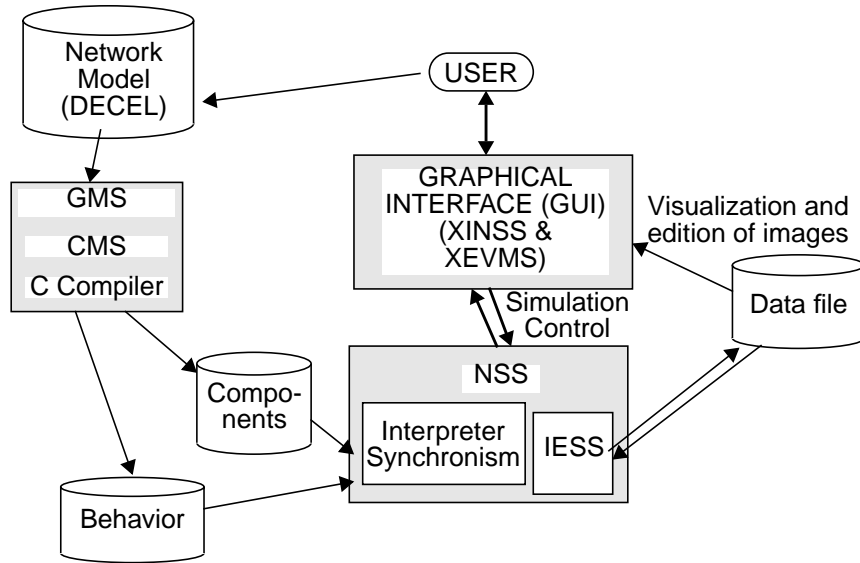 Network
Model
(DECEL)
USER
GMS
CMS
C Compiler
GRAPHICAL
INTERFACE (GUI)
(XINSS &
XEVMS)
Visualization and
edition of images
Data file
Simulation
Control
Compo-
nents
NSS
Interpreter
Synchronism
IESS
Behavior